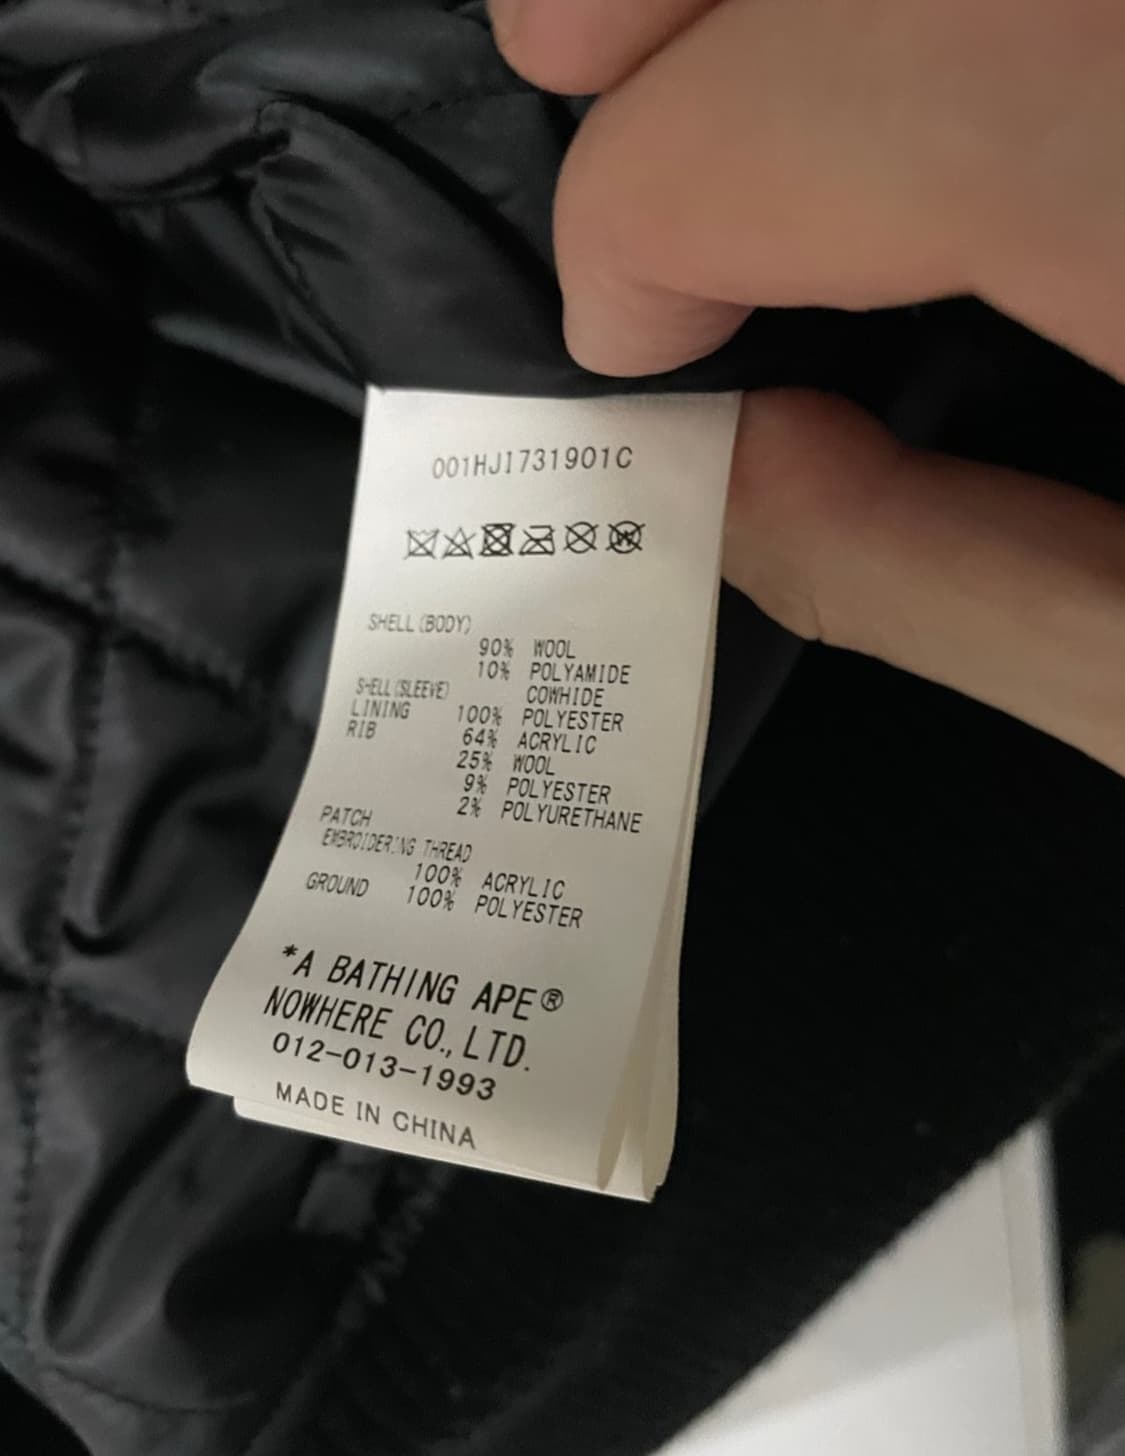 001HJI731901C
SHELL(BODY)
90% WOOL
10% POLYAMIDE
SHELL(SLEEVE) COWHIDE
LINING 100% POLYESTER
RIB 64% ACRYLIC
25% WOOL
9% POLYESTER
2% POLYURETHANE
PATCH
EMBROIDERING THREAD
100% ACRYLIC
GROUND 100% POLYESTER
*A BATHING APE®
NOWHERE CO., LTD.
012-013-1993
MADE IN CHINA